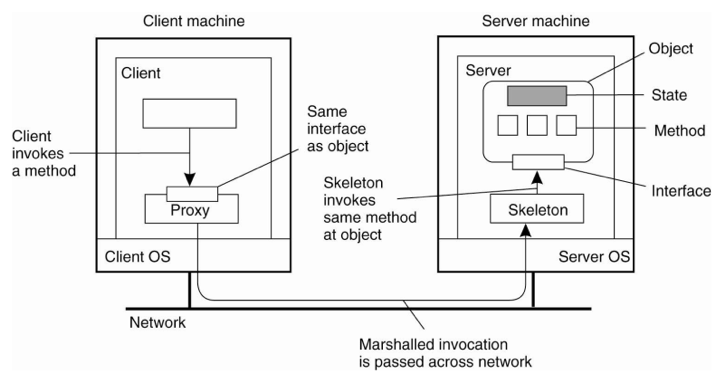 Client machine
Server machine
Object
Client
Server
State
Same
interface
as object
Client
invokes
a method
Method
Skeleton
invokes
same method
at object
Interface
Proxy
Skeleton
Client OS
Server OS
Network
Marshalled invocation
is passed across network